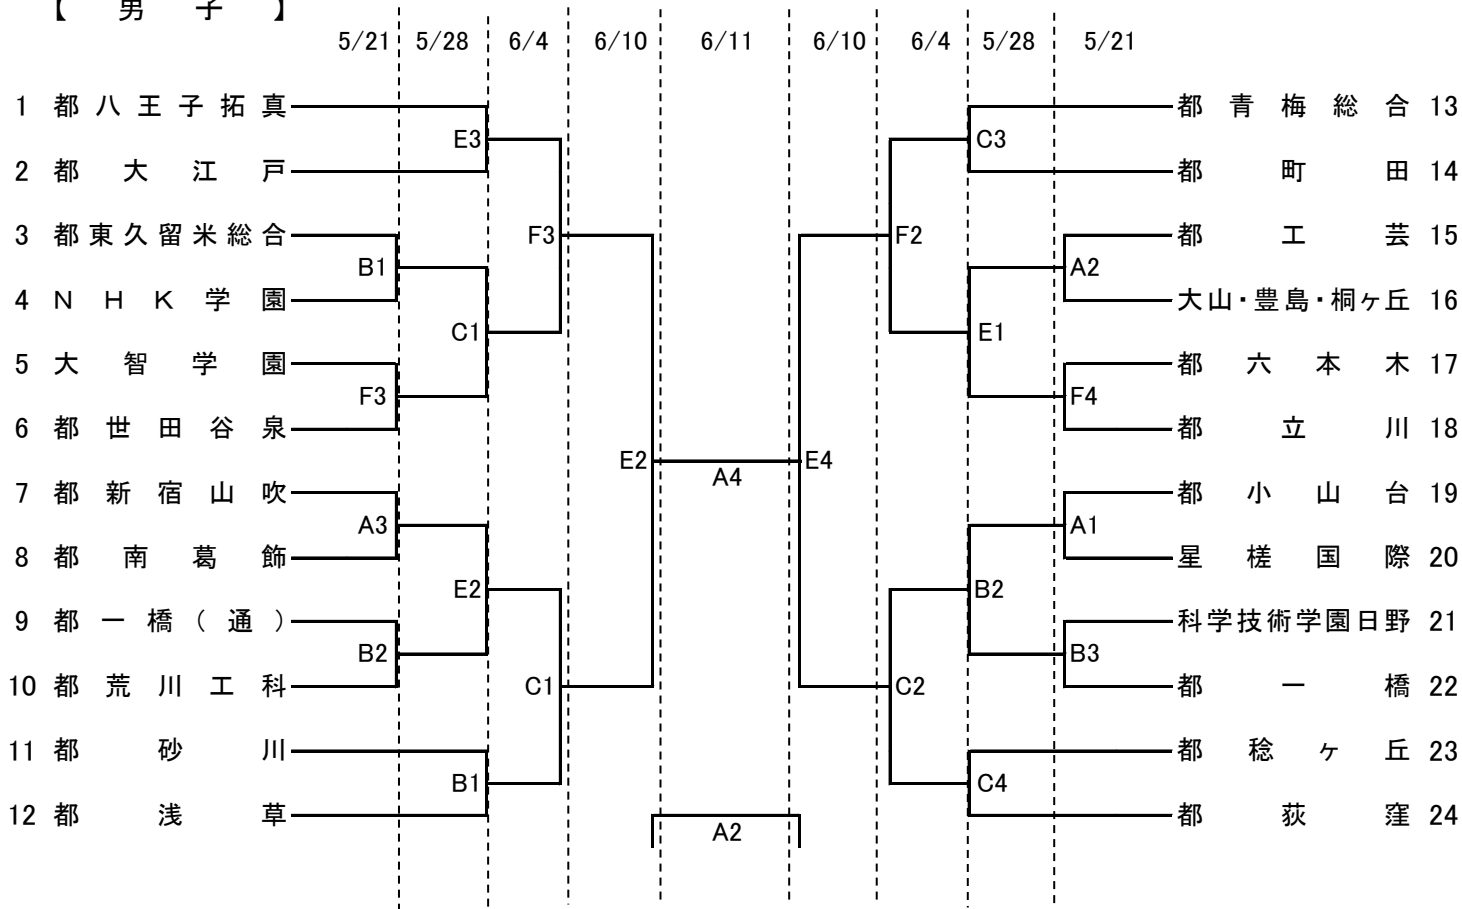 【 男 子 】
5/21 5/28 6/4 6/10 6/11 6/10 6/4 5/28 5/21
1 都八王子拓真 都青梅総合 13
E3 C3
2 都大江戸 都町田 14
3 都東久留米総合 F3 F2 都工芸 15
B1 A2
4 NHK学園 大山・豊島・桐ヶ丘 16
C1 E1
5 大智学園 都六本木 17
F3 F4
6 都世田谷泉 都立川 18
E2 A4 E4
7 都新宿山吹 都小山台 19
A3 A1
8 都南葛飾 星槎国際 20
E2 B2
9 都一橋(通) 科学技術学園日野 21
B2 B3
10 都荒川工科 C1 C2 都一橋 22
11 都砂川 都稔ヶ丘 23
B1 C4
12 都浅草 都荻窪 24
A2